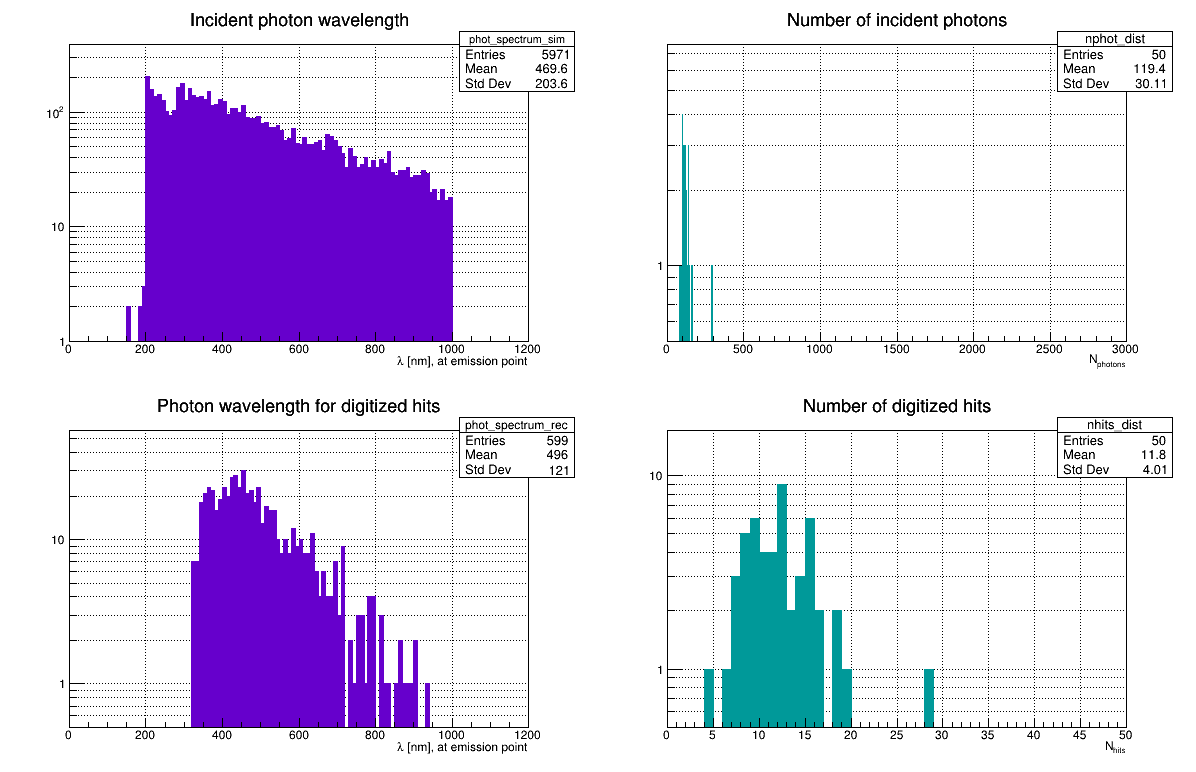 Incident photon wavelength
phot_spectrum_sim
Entries 5971
Mean 469.6
Std Dev 203.6
10²
10
1
0 200 400 600 800 1000 1200
λ [nm], at emission point
Number of incident photons
nphot_dist
Entries 50
Mean 119.4
Std Dev 30.11
1
0 500 1000 1500 2000 2500 3000
Nphotons
Photon wavelength for digitized hits
phot_spectrum_rec
Entries 599
Mean 496
Std Dev 121
10
1
0 200 400 600 800 1000 1200
λ [nm], at emission point
Number of digitized hits
nhits_dist
Entries 50
Mean 11.8
Std Dev 4.01
10
1
0 5 10 15 20 25 30 35 40 45 50
Nhits